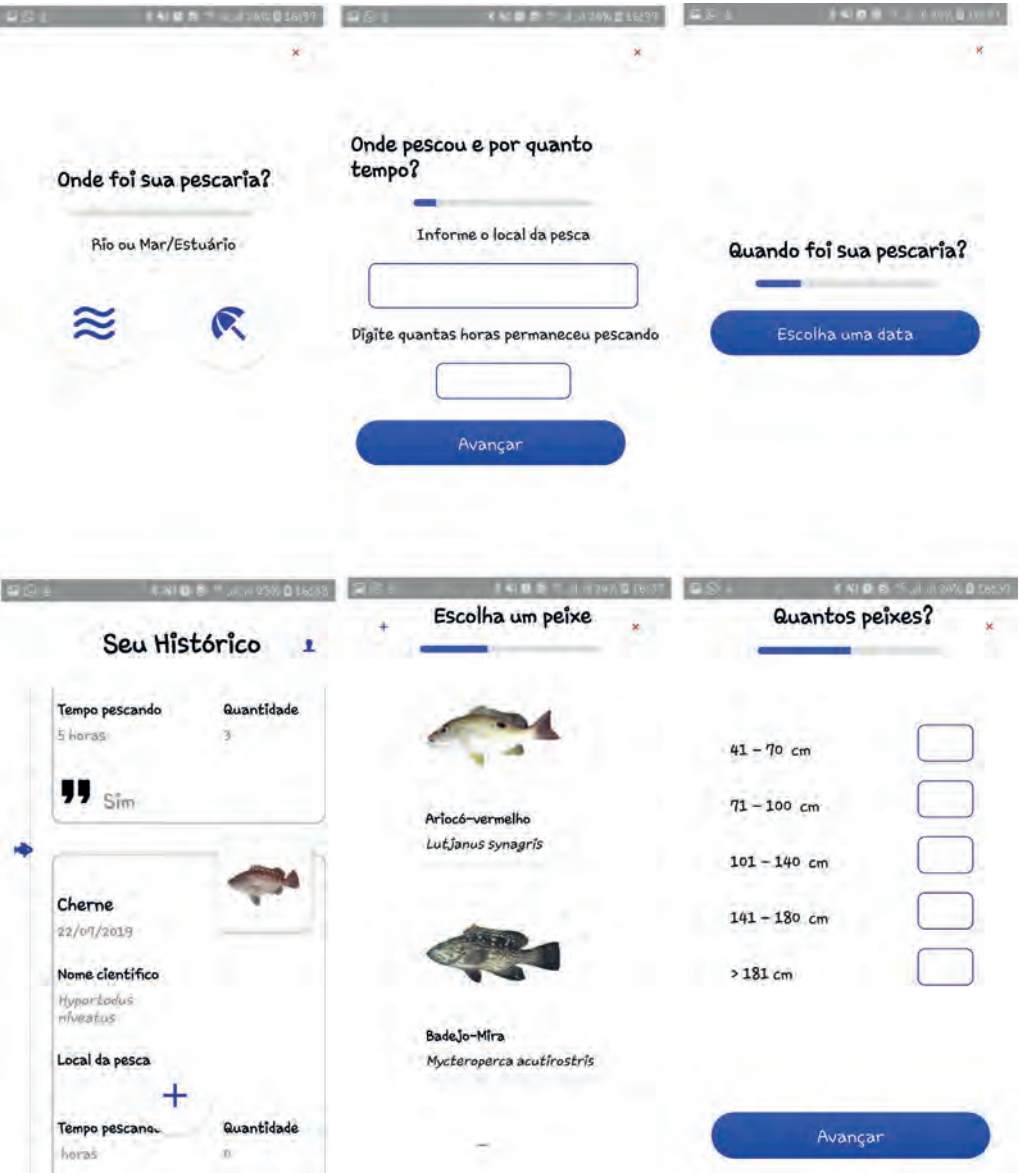 Onde foi sua pescaria?
Rio ou Mar/Estuário
Onde pescou e por quanto
tempo?
Informe o local da pesca
Digite quantas horas permaneceu pescando
Avançar
Quando foi sua pescaria?
Escolha uma data
Seu Histórico
Tempo pescando
Quantidade
5 horas
3
Sim
Cherne
22/07/2019
Nome científico
Hyportodus
niveatus
Local da pesca
+
Quantidade
horas
0
+
Escolha um peixe
×
Ariocó-vermelho
Lutjanus synagris
Badejo-Mira
Mycteroperca acutirostris
Quantos peixes?
×
41 – 70 cm
71 – 100 cm
101 – 140 cm
141 – 180 cm
> 181 cm
Avançar